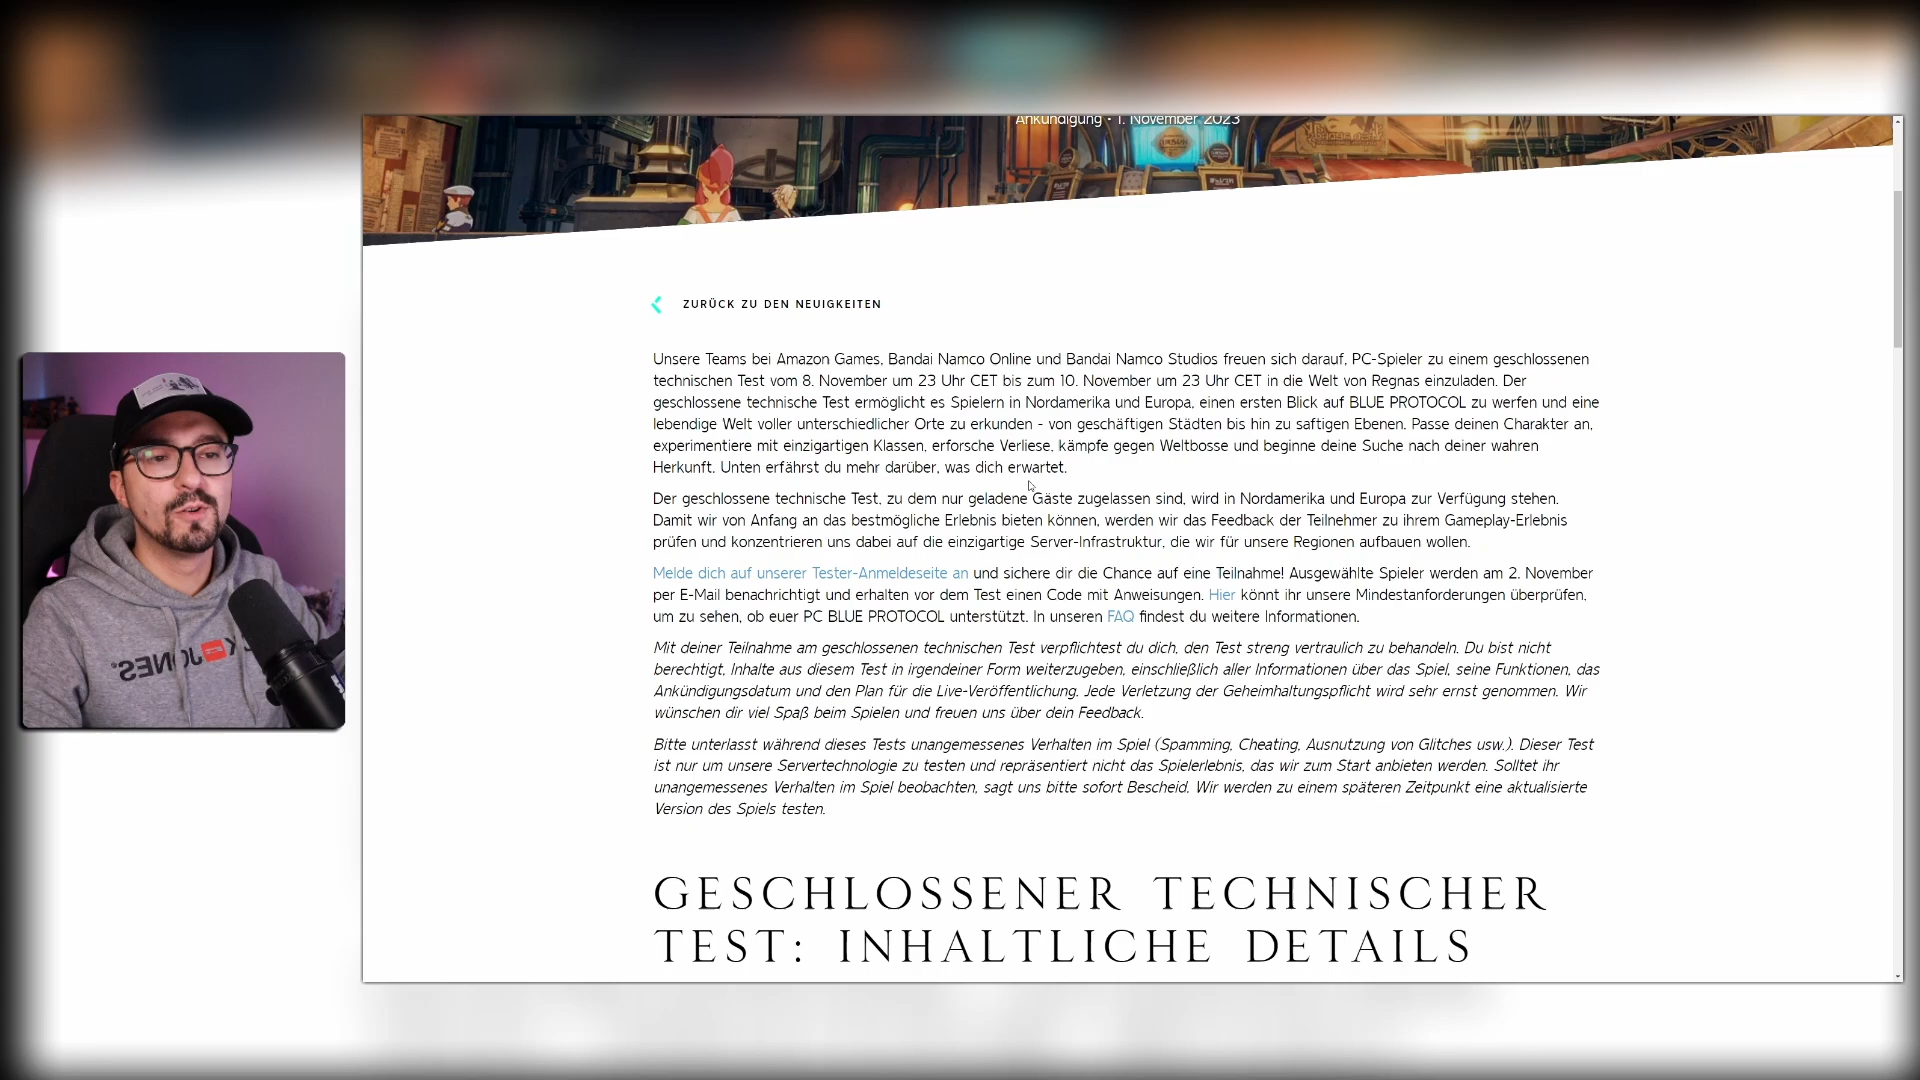 Ankündigung • 1. November 2023
ZURÜCK ZU DEN NEUIGKEITEN
Unsere Teams bei Amazon Games, Bandai Namco Online und Bandai Namco Studios freuen sich darauf, PC-Spieler zu einem geschlossenen
technischen Test vom 8. November um 23 Uhr CET bis zum 10. November um 23 Uhr CET in die Welt von Regnas einzuladen. Der
geschlossene technische Test ermöglicht es Spielern in Nordamerika und Europa, einen ersten Blick auf BLUE PROTOCOL zu werfen und eine
lebendige Welt voller unterschiedlicher Orte zu erkunden - von geschäftigen Städten bis hin zu saftigen Ebenen. Passe deinen Charakter an,
experimentiere mit einzigartigen Klassen, erforsche Verliese, kämpfe gegen Weltbosse und beginne deine Suche nach deiner wahren
Herkunft. Unten erfährst du mehr darüber, was dich erwartet.
Der geschlossene technische Test, zu dem nur geladene Gäste zugelassen sind, wird in Nordamerika und Europa zur Verfügung stehen.
Damit wir von Anfang an das bestmögliche Erlebnis bieten können, werden wir das Feedback der Teilnehmer zu ihrem Gameplay-Erlebnis
prüfen und konzentrieren uns dabei auf die einzigartige Server-Infrastruktur, die wir für unsere Regionen aufbauen wollen.
Melde dich auf unserer Tester-Anmeldeseite an und sichere dir die Chance auf eine Teilnahme! Ausgewählte Spieler werden am 2. November
per E-Mail benachrichtigt und erhalten vor dem Test einen Code mit Anweisungen. Hier könnt ihr unsere Mindestanforderungen überprüfen,
um zu sehen, ob euer PC BLUE PROTOCOL unterstützt. In unseren FAQ findest du weitere Informationen.
Mit deiner Teilnahme am geschlossenen technischen Test verpflichtest du dich, den Test streng vertraulich zu behandeln. Du bist nicht
berechtigt, Inhalte aus diesem Test in irgendeiner Form weiterzugeben, einschließlich aller Informationen über das Spiel, seine Funktionen, das
Ankündigungsdatum und den Plan für die Live-Veröffentlichung. Jede Verletzung der Geheimhaltungspflicht wird sehr ernst genommen. Wir
wünschen dir viel Spaß beim Spielen und freuen uns über dein Feedback.
Bitte unterlasst während dieses Tests unangemessenes Verhalten im Spiel (Spamming, Cheating, Ausnutzung von Glitches usw.). Dieser Test
ist nur um unsere Servertechnologie zu testen und repräsentiert nicht das Spielerlebnis, das wir zum Start anbieten werden. Solltet ihr
unangemessenes Verhalten im Spiel beobachten, sagt uns bitte sofort Bescheid. Wir werden zu einem späteren Zeitpunkt eine aktualisierte
Version des Spiels testen.
GESCHLOSSENER TECHNISCHER
TEST: INHALTLICHE DETAILS
JONES